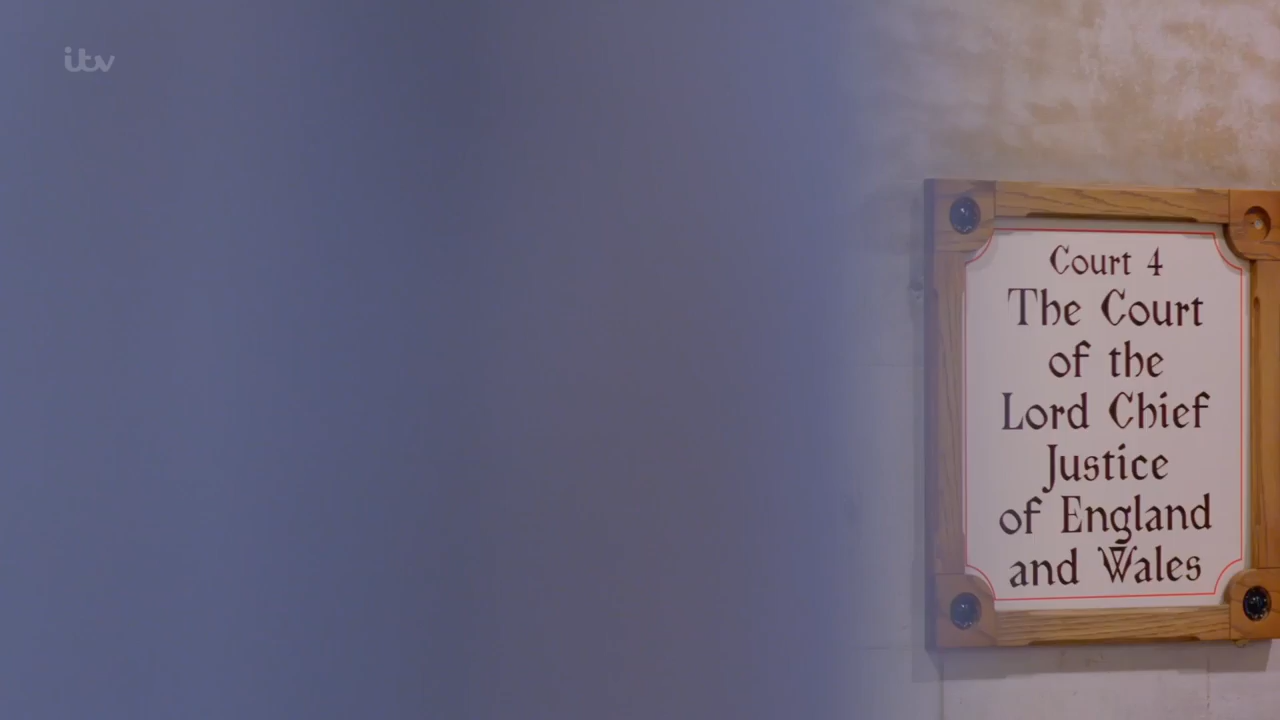 itv
Court 4
The Court
of the
Lord Chief
Justice
of England
and Wales